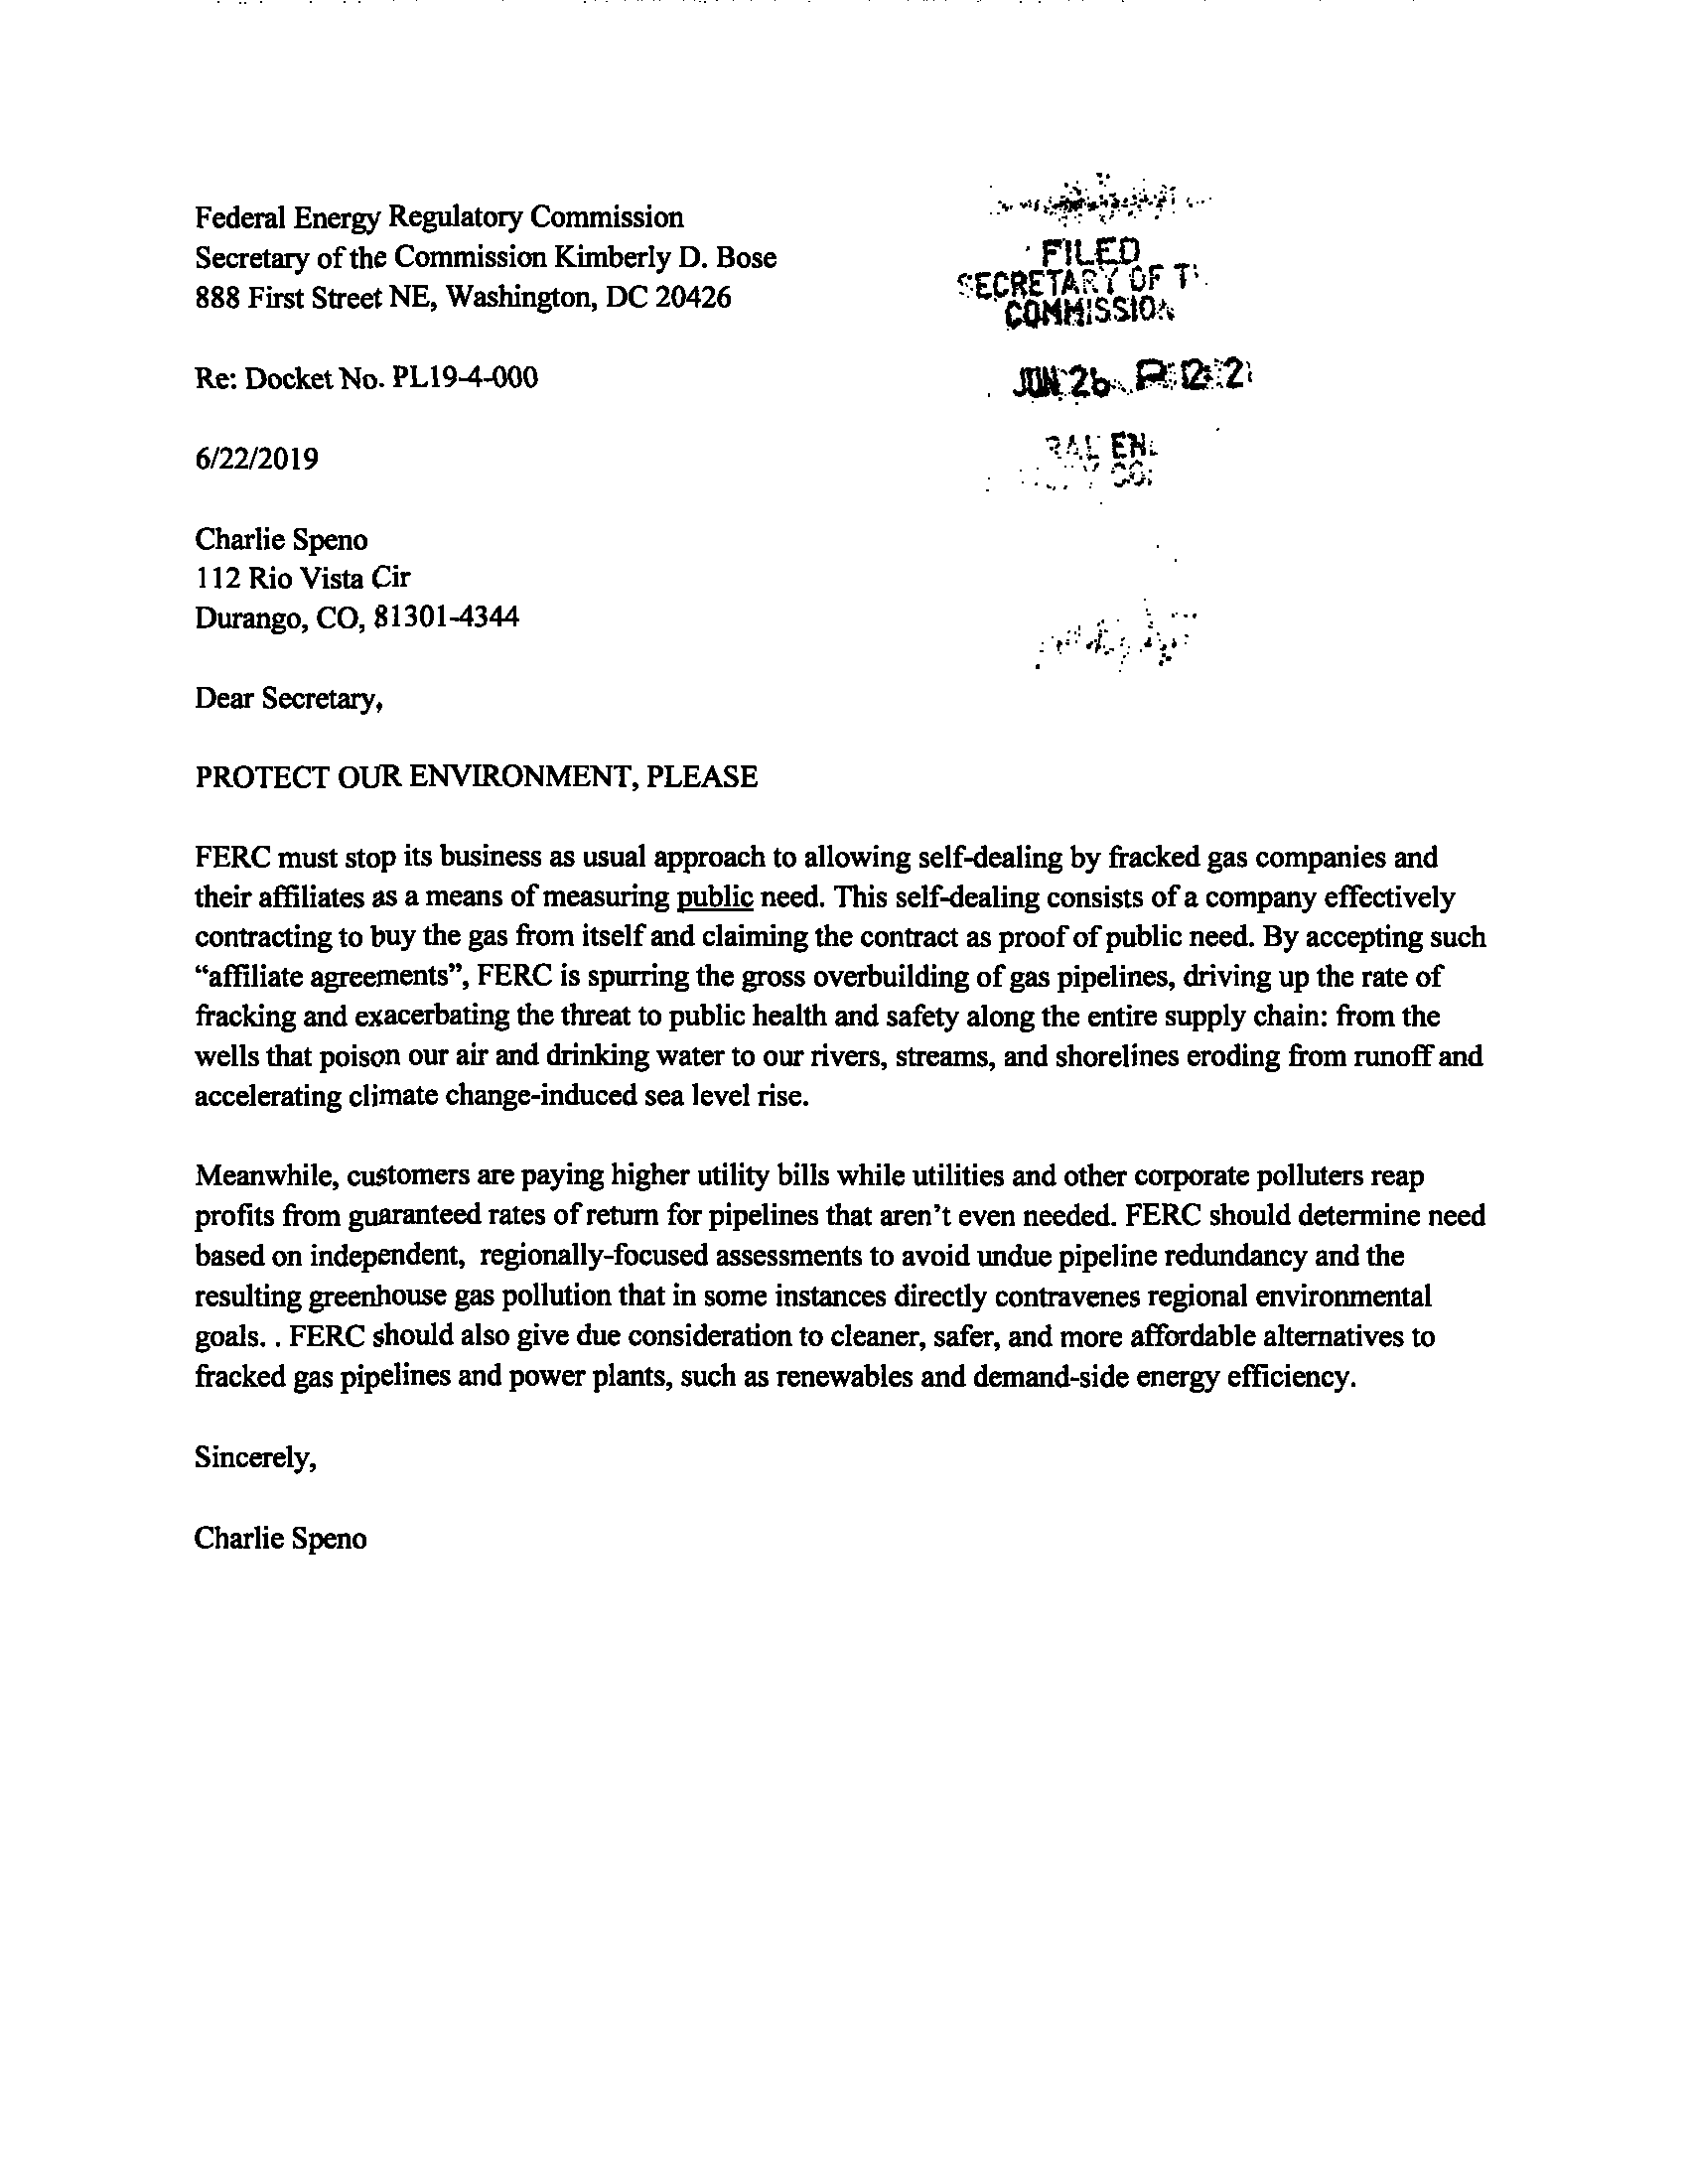 Federal Energy Regulatory Commission
Secretary of the Commission Kimberly D. Bose
888 First Street NE, Washington, DC 20426
FILED
SECRETARY OF T
COMMISSION
Re: Docket No. PL19-4-000
JUN 26
6/22/2019
RAL EN
Charlie Speno
112 Rio Vista Cir
Durango, CO, 81301-4344
Dear Secretary,
PROTECT OUR ENVIRONMENT, PLEASE
FERC must stop its business as usual approach to allowing self-dealing by fracked gas companies and
their affiliates as a means of measuring public need. This self-dealing consists of a company effectively
contracting to buy the gas from itself and claiming the contract as proof of public need. By accepting such
“affiliate agreements”, FERC is spurring the gross overbuilding of gas pipelines, driving up the rate of
fracking and exacerbating the threat to public health and safety along the entire supply chain: from the
wells that poison our air and drinking water to our rivers, streams, and shorelines eroding from runoff and
accelerating climate change-induced sea level rise.
Meanwhile, customers are paying higher utility bills while utilities and other corporate polluters reap
profits from guaranteed rates of return for pipelines that aren’t even needed. FERC should determine need
based on independent,  regionally-focused assessments to avoid undue pipeline redundancy and the
resulting greenhouse gas pollution that in some instances directly contravenes regional environmental
goals. . FERC should also give due consideration to cleaner, safer, and more affordable alternatives to
fracked gas pipelines and power plants, such as renewables and demand-side energy efficiency.
Sincerely,
Charlie Speno